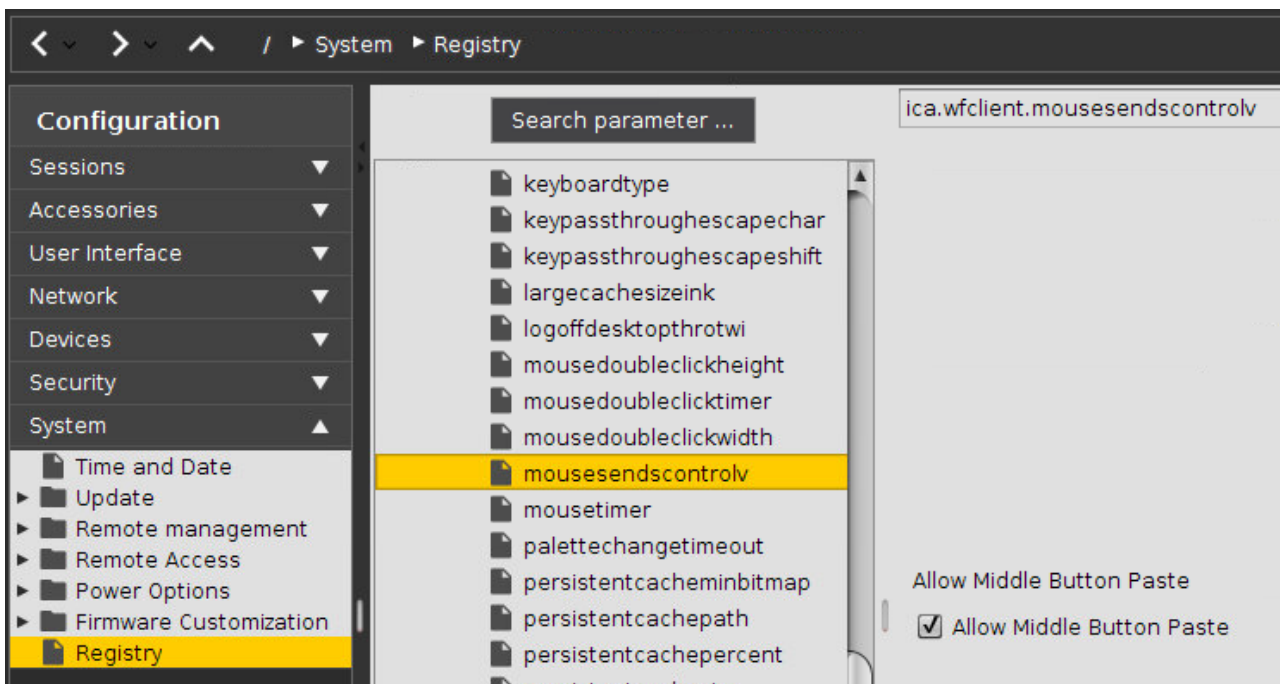 / System Registry
Configuration
Sessions
Accessories
User Interface
Network
Devices
Security
System
Time and Date
Update
Remote management
Remote Access
Power Options
Firmware Customization
Registry
Search parameter ...
keyboardtype
keypassthroughescapechar
keypassthroughescapeshift
largecachesizeink
logoffdesktopthrotwi
mousedoubleclickheight
mousedoubleclicktimer
mousedoubleclickwidth
mousesendscontrolv
mousetimer
palettechangetimeout
persistentcacheminbitmap
persistentcachepath
persistentcachepercent
ica.wfclient.mousesendscontrolv
Allow Middle Button Paste
Allow Middle Button Paste